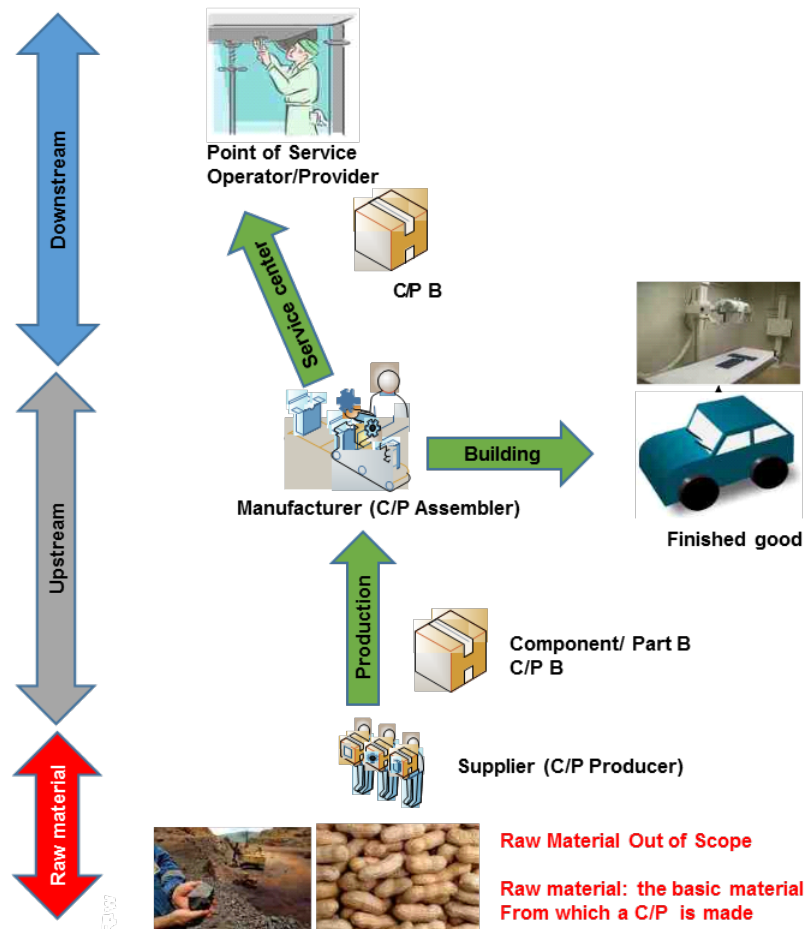 Downstream
Point of Service
Operator/Provider
Service center
C/P B
Upstream
Building
Manufacturer (C/P Assembler)
Finished good
Production
Component/ Part B
C/P B
Supplier (C/P Producer)
Raw material
Raw Material Out of Scope
Raw material: the basic material
From which a C/P is made